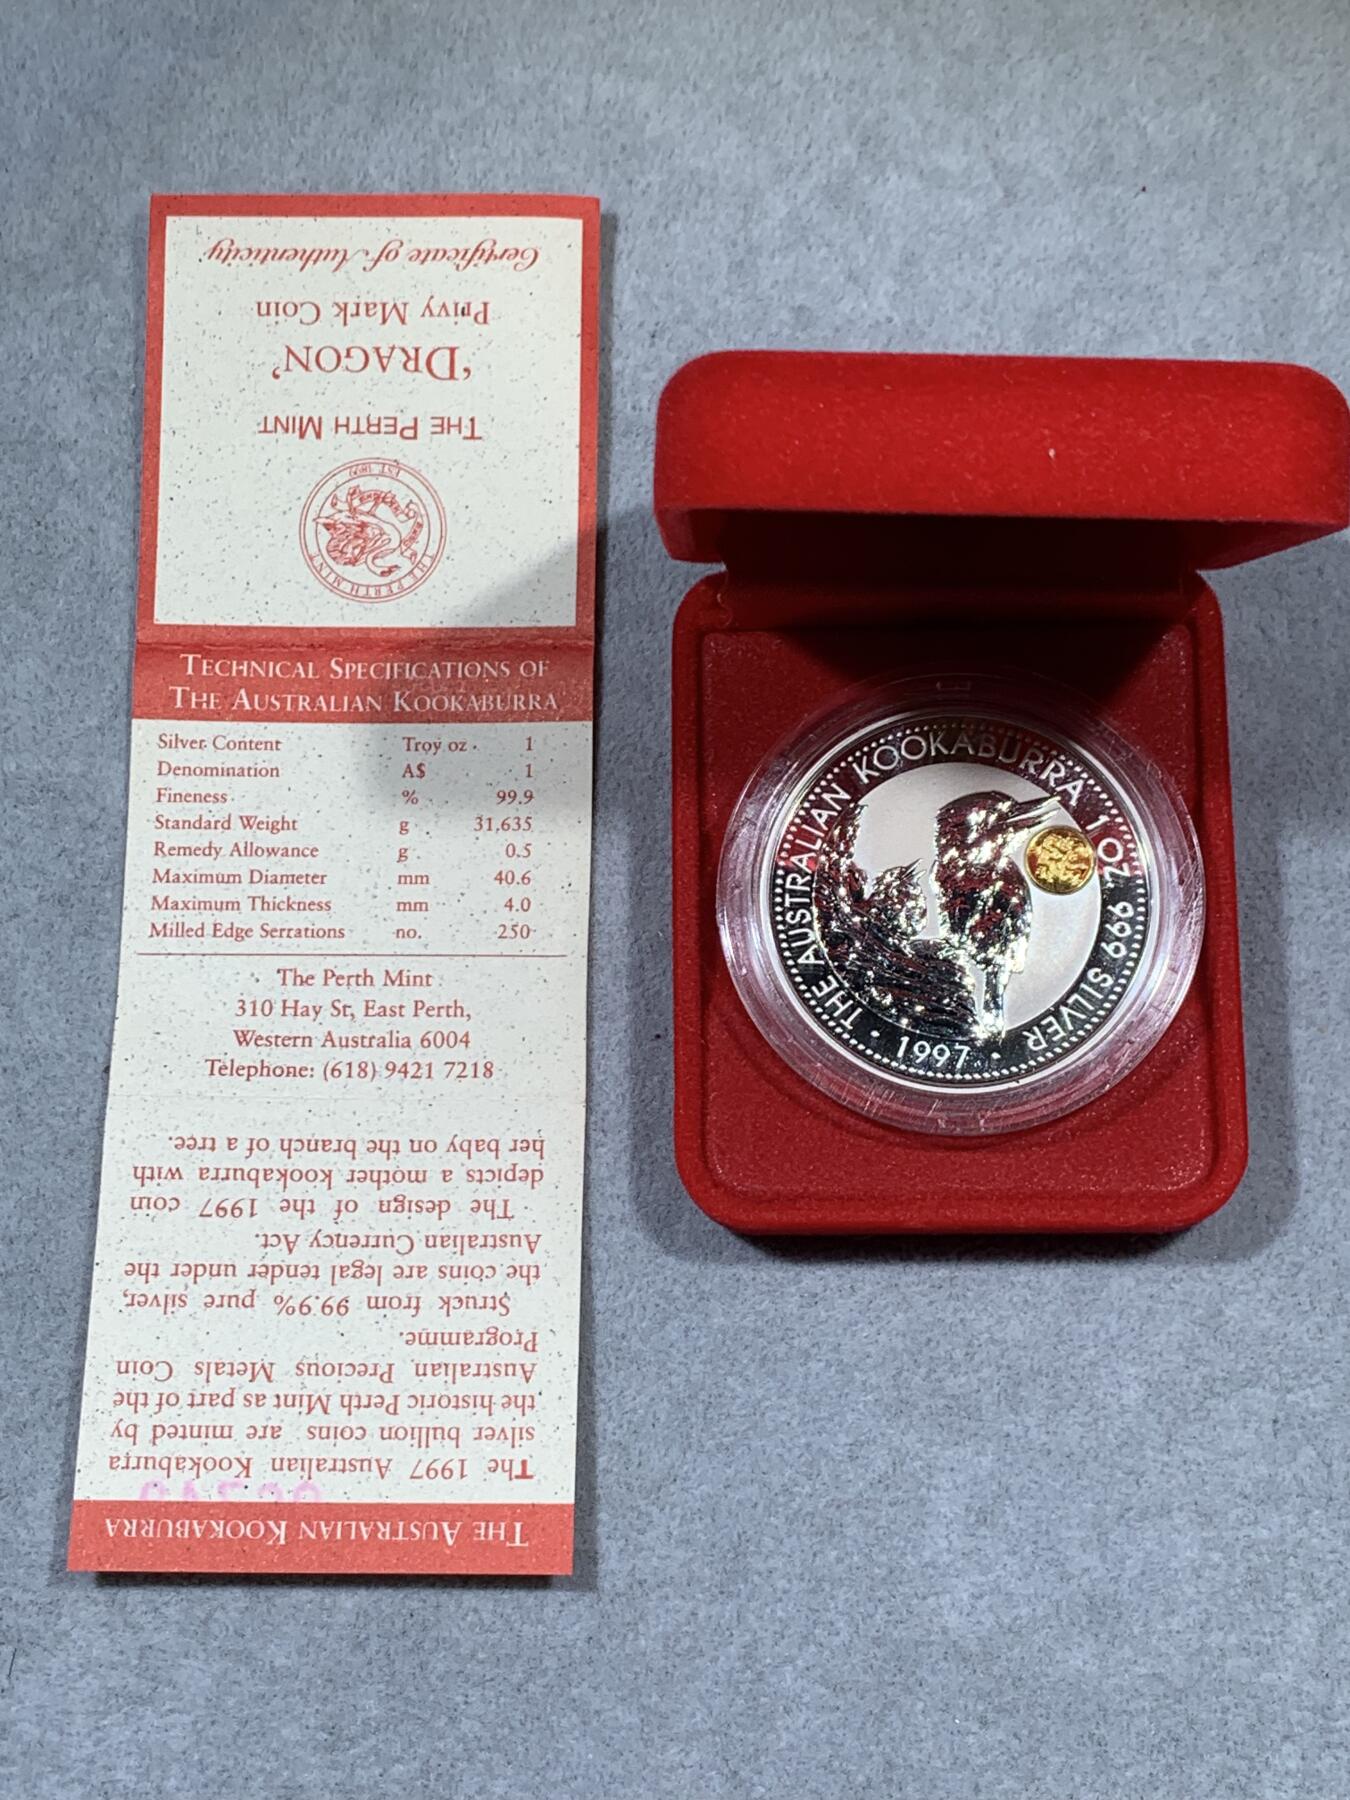 Certificate of Authenticity
Privy Mark Coin
'DRAGON'
THE PERTH MINT
EST. 1899
THE PERTH MINT
TECHNICAL SPECIFICATIONS OF
THE AUSTRALIAN KOOKABURRA
Silver Content Troy oz 1
Denomination A$ 1
Fineness % 99.9
Standard Weight g 31.635
Remedy Allowance g 0.5
Maximum Diameter mm 40.6
Maximum Thickness mm 4.0
Milled Edge Serrations no. 250
The Perth Mint
310 Hay St, East Perth,
Western Australia 6004
Telephone: (618) 9421 7218
THE AUSTRALIAN KOOKABURRA
The 1997 Australian Kookaburra
silver bullion coins are minted by
the historic Perth Mint as part of the
Australian Precious Metals Coin
Programme.
Struck from 99.9% pure silver,
the coins are legal tender under the
Australian Currency Act.
The design of the 1997 coin
depicts a mother kookaburra with
her baby on the branch of a tree.
THE AUSTRALIAN KOOKABURRA 1 OZ 999 SILVER
· 1997 ·